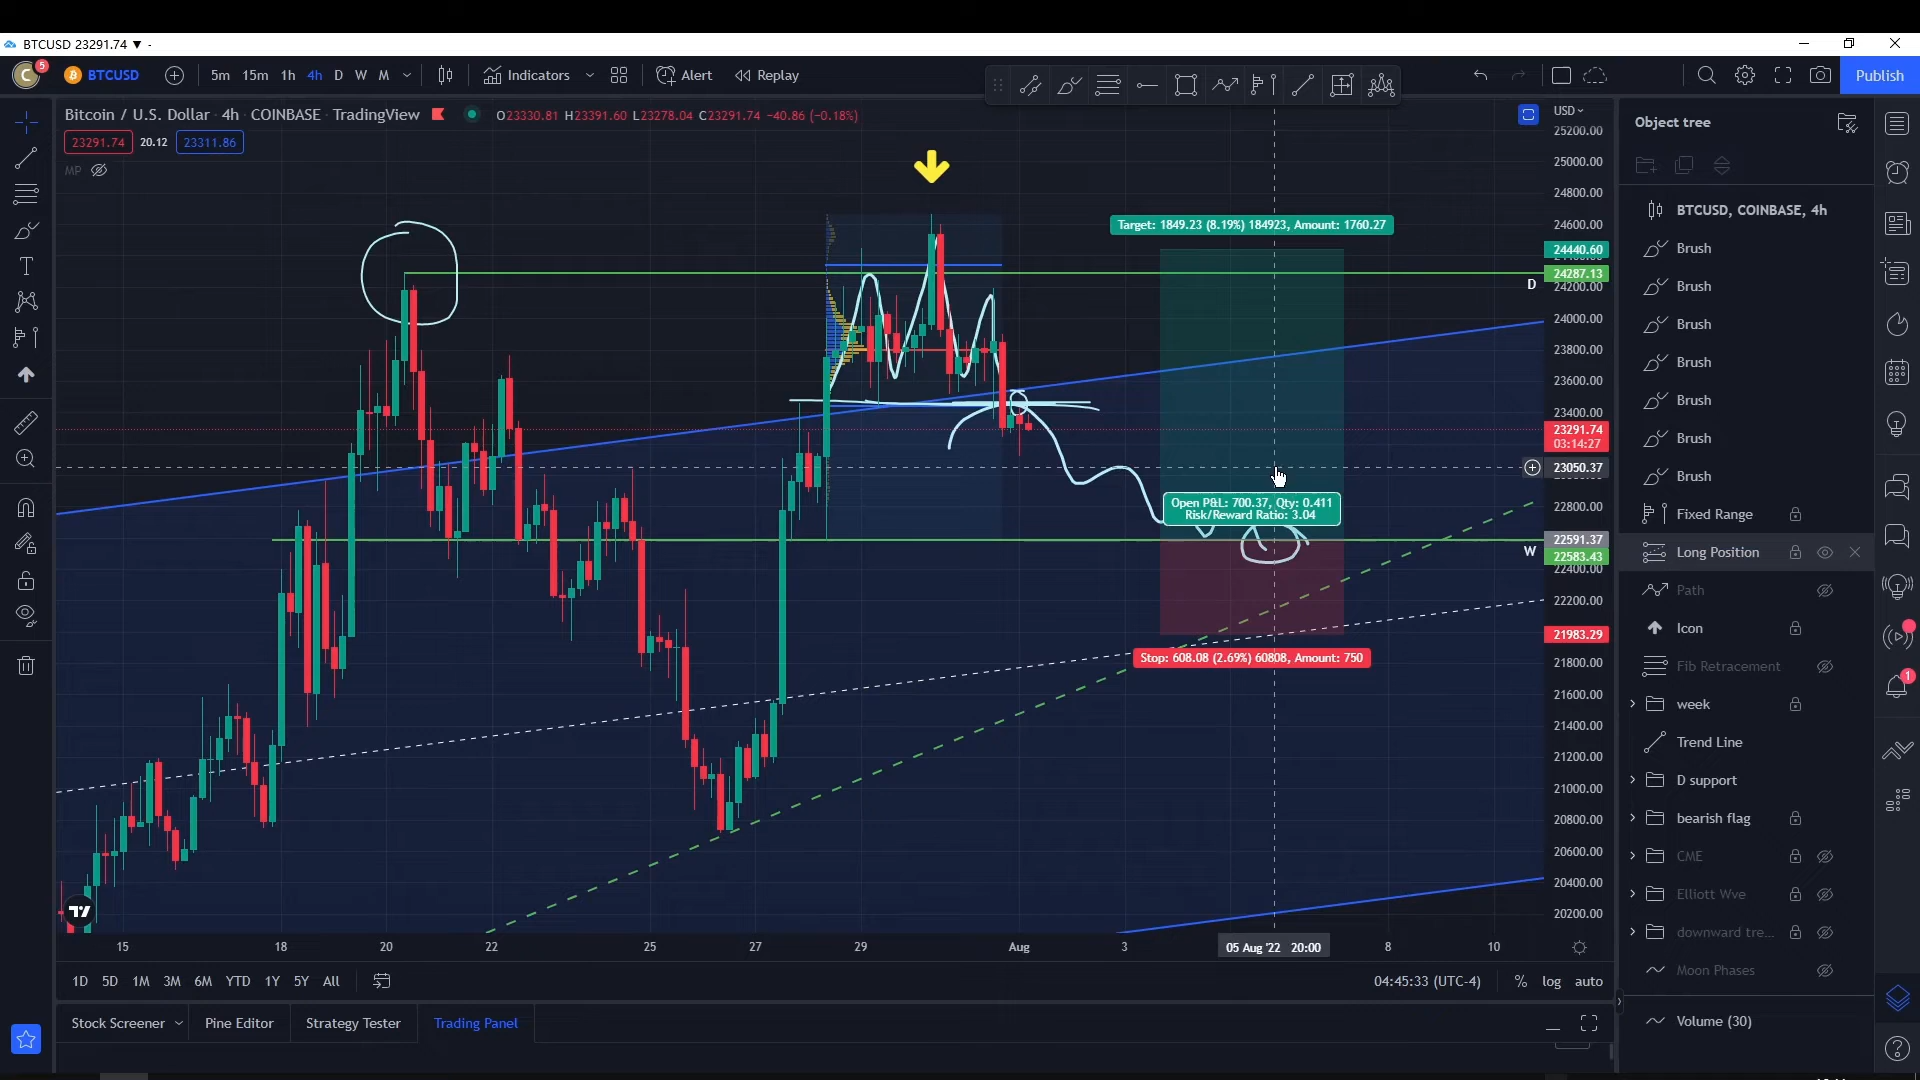 BTCUSD 23291.74 ▼ -
C 5 BTCUSD 5m 15m 1h 4h D W M Indicators Alert Replay Publish
Bitcoin / U.S. Dollar · 4h · COINBASE · TradingView O23330.81 H23391.60 L23278.04 C23291.74 -40.86 (-0.18%)
23291.74 20.12 23311.86
MP
USD
25200.00
25000.00
24800.00
24600.00
24440.60
24287.13
24200.00
24000.00
23800.00
23600.00
23400.00
23291.74
03:14:27
23050.37
22800.00
22591.37
22583.43
22400.00
22200.00
21983.29
21800.00
21600.00
21400.00
21200.00
21000.00
20800.00
20600.00
20400.00
20200.00
Target: 1849.23 (8.19%) 184923, Amount: 1760.27
D
Open P&L: 700.37, Qty: 0.411
Risk/Reward Ratio: 3.04
W
Stop: 608.08 (2.69%) 60808, Amount: 750
15 18 20 22 25 27 29 Aug 3 05 Aug '22 20:00 8 10
1D 5D 1M 3M 6M YTD 1Y 5Y All 04:45:33 (UTC-4) % log auto
Stock Screener Pine Editor Strategy Tester Trading Panel
Object tree
BTCUSD, COINBASE, 4h
Brush
Brush
Brush
Brush
Brush
Brush
Brush
Fixed Range
Long Position
Path
Icon
Fib Retracement
week
Trend Line
D support
bearish flag
CME
Elliott Wve
downward tre...
Moon Phases
Volume (30)
1